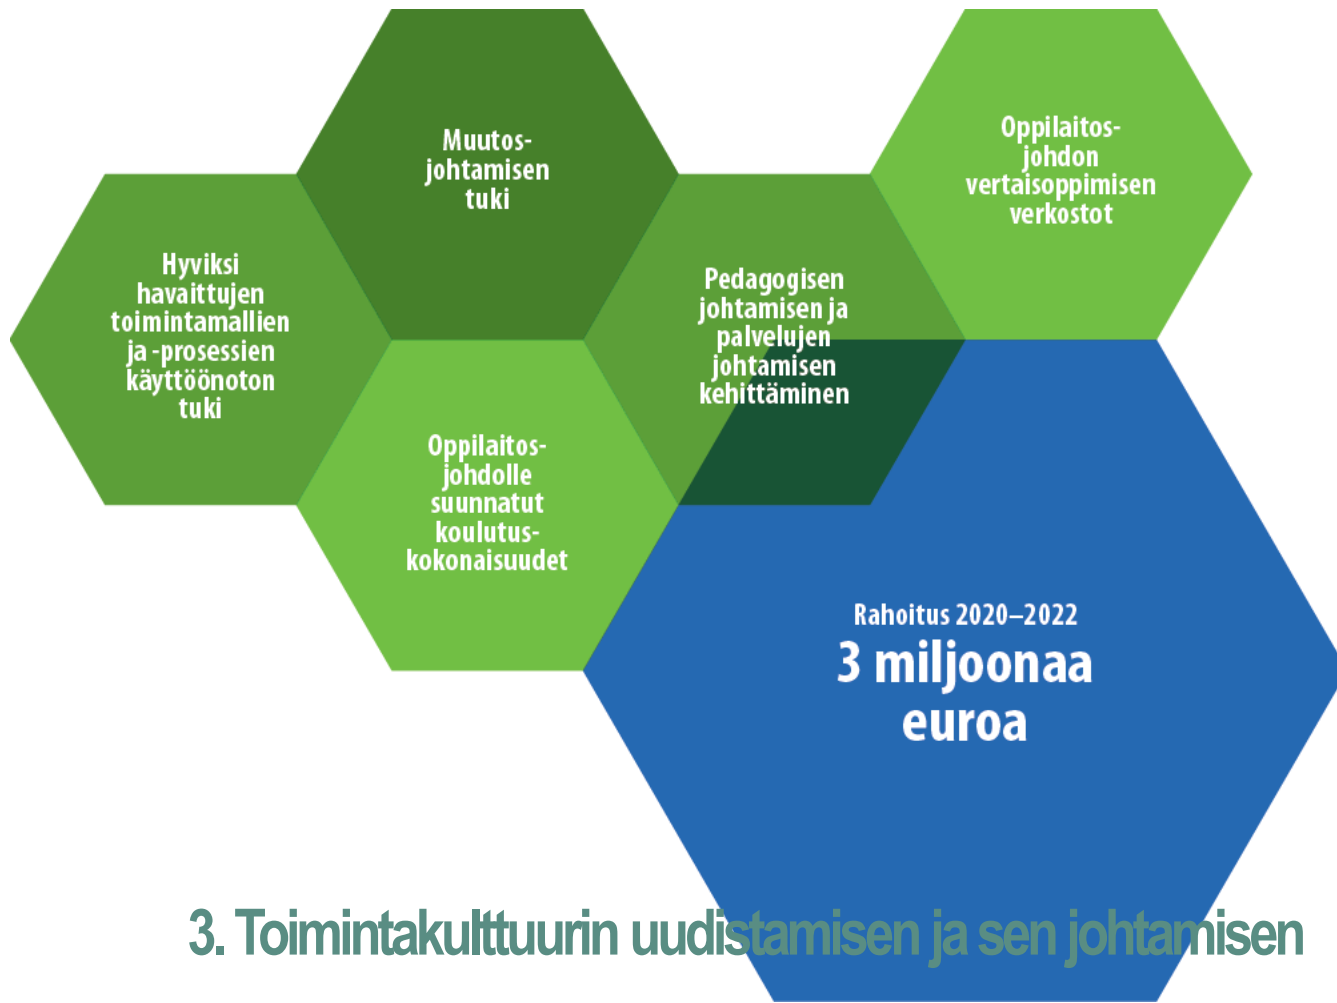 Muutos-
johtamisen
tuki
Oppilaitos-
johdon
vertaisoppimisen
verkostot
Hyviksi
havaittujen
toimintamallien
ja -prosessien
käyttöönoton
tuki
Pedagogisen
johtamisen ja
palvelujen
johtamisen
kehittäminen
Oppilaitos-
johdolle
suunnatut
koulutus-
kokonaisuudet
Rahoitus 2020–2022
3 miljoonaa
euroa
3. Toimintakulttuurin uudistamisen ja sen johtamisen